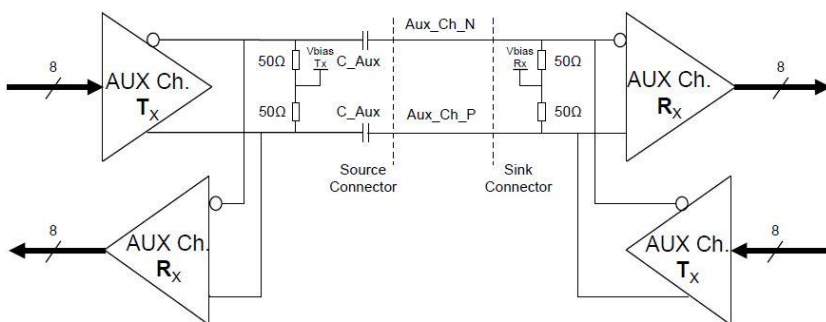 Aux_Ch_N
8
AUX Ch.
Tx
50Ω
Vbias
Tx
C_Aux
50Ω
C_Aux
Aux_Ch_P
Vbias
Rx
50Ω
50Ω
AUX Ch.
Rx
8
Source
Connector
Sink
Connector
8
AUX Ch.
Rx
AUX Ch.
Tx
8